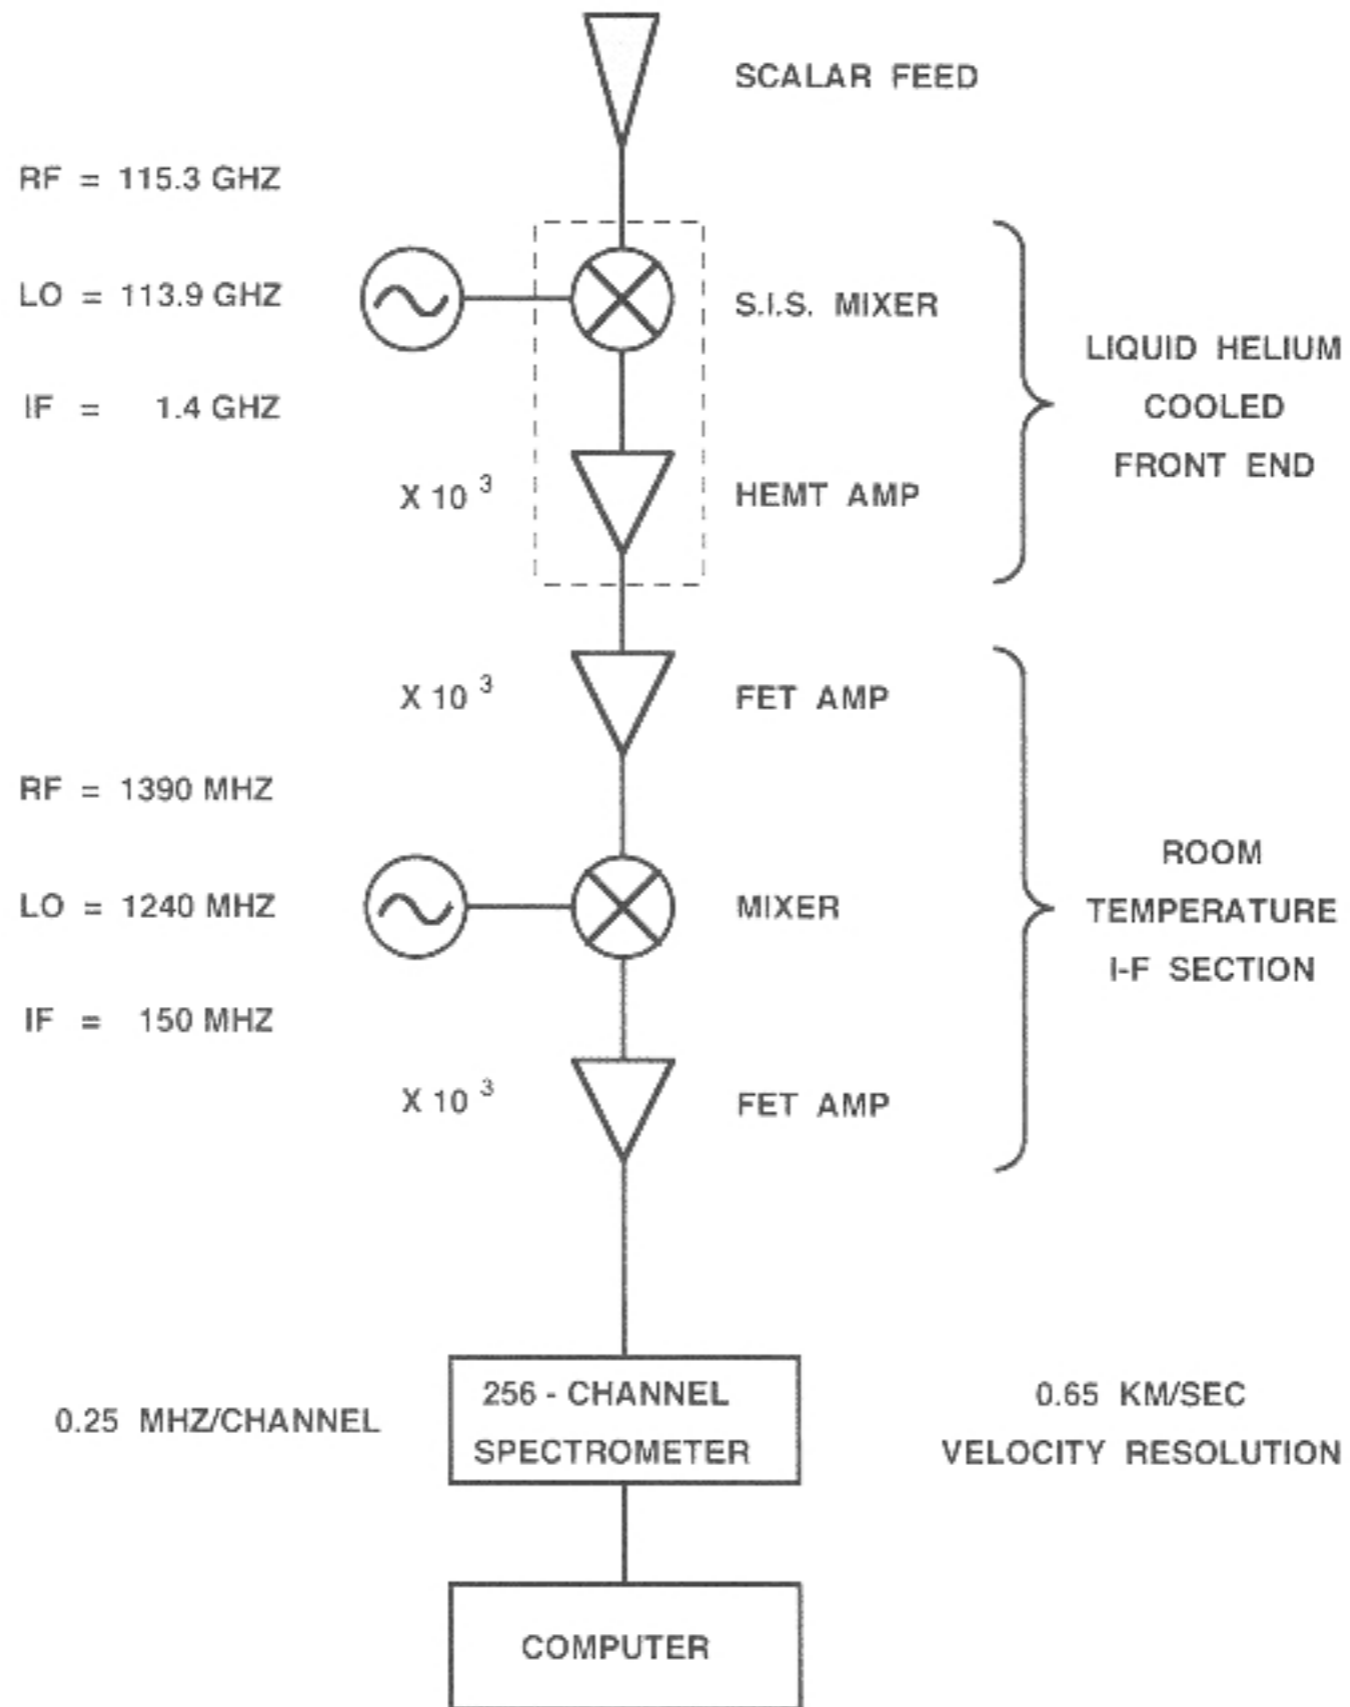 SCALAR FEED
RF = 115.3 GHZ
LO = 113.9 GHZ
S.I.S. MIXER
IF = 1.4 GHZ
LIQUID HELIUM
COOLED
FRONT END
X 10 3
HEMT AMP
X 10 3
FET AMP
RF = 1390 MHZ
LO = 1240 MHZ
MIXER
IF = 150 MHZ
ROOM
TEMPERATURE
I-F SECTION
X 10 3
FET AMP
0.25 MHZ/CHANNEL
256 - CHANNEL
SPECTROMETER
0.65 KM/SEC
VELOCITY RESOLUTION
COMPUTER